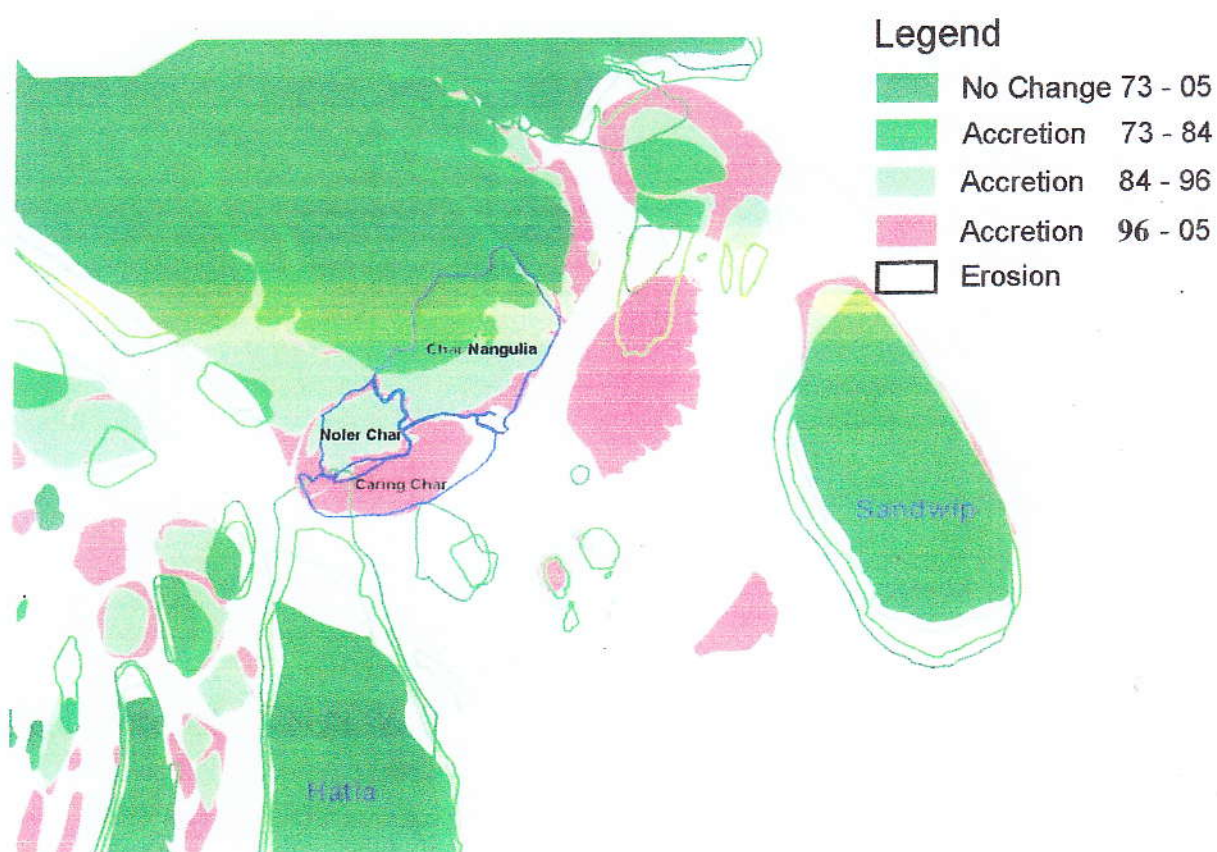 Legend
No Change 73 - 05
Accretion 73 - 84
Accretion 84 - 96
Accretion 96 - 05
Erosion
Char Nangulia
Noler Char
Caring Char
Sandwip
Hatia